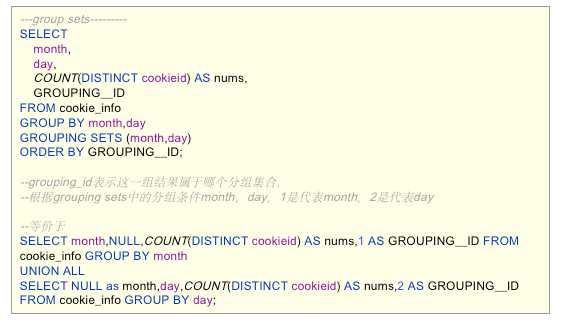 ---group sets---------
SELECT
month,
day,
COUNT(DISTINCT cookieid) AS nums,
GROUPING__ID
FROM cookie_info
GROUP BY month,day
GROUPING SETS (month,day)
ORDER BY GROUPING__ID;
--grouping_id表示这一组结果属于哪个分组集合，
--根据grouping sets中的分组条件month，day，1是代表month，2是代表day
--等价于
SELECT month,NULL,COUNT(DISTINCT cookieid) AS nums,1 AS GROUPING__ID FROM
cookie_info GROUP BY month
UNION ALL
SELECT NULL as month,day,COUNT(DISTINCT cookieid) AS nums,2 AS GROUPING__ID
FROM cookie_info GROUP BY day;